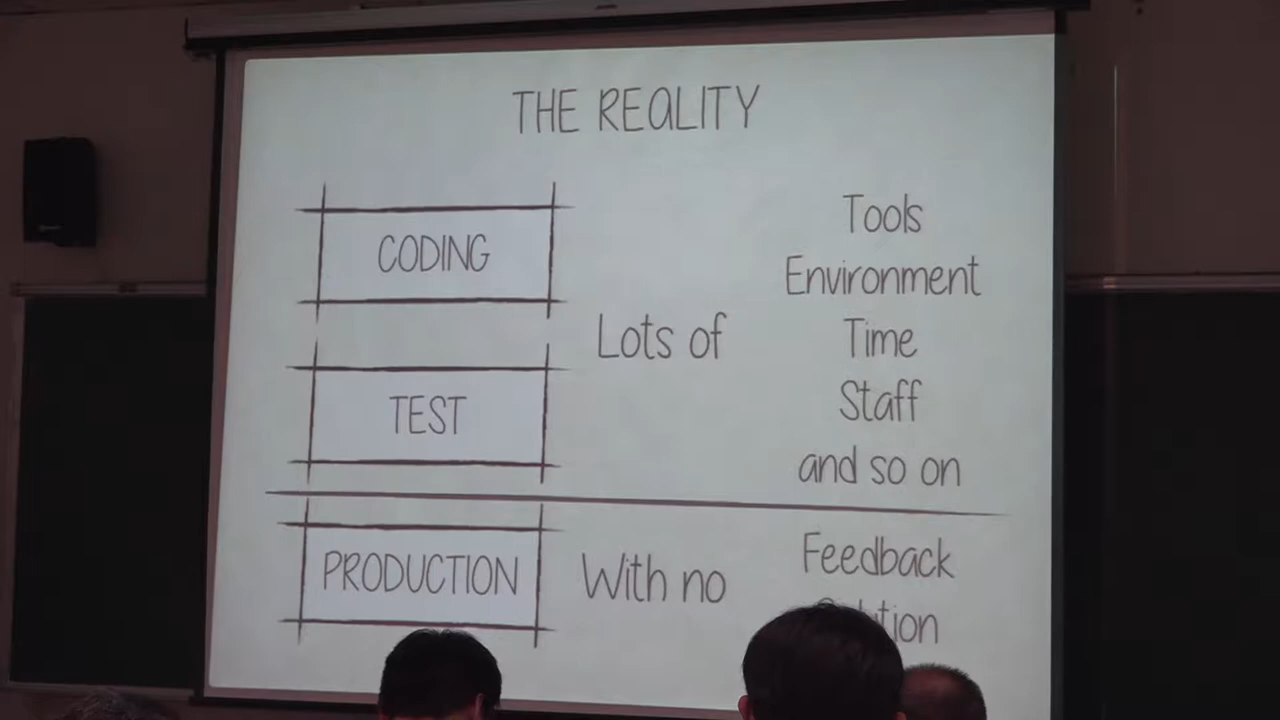 THE REALITY
CODING
TEST
Lots of
Tools
Environment
Time
Staff
and so on
PRODUCTION
With no
Feedback